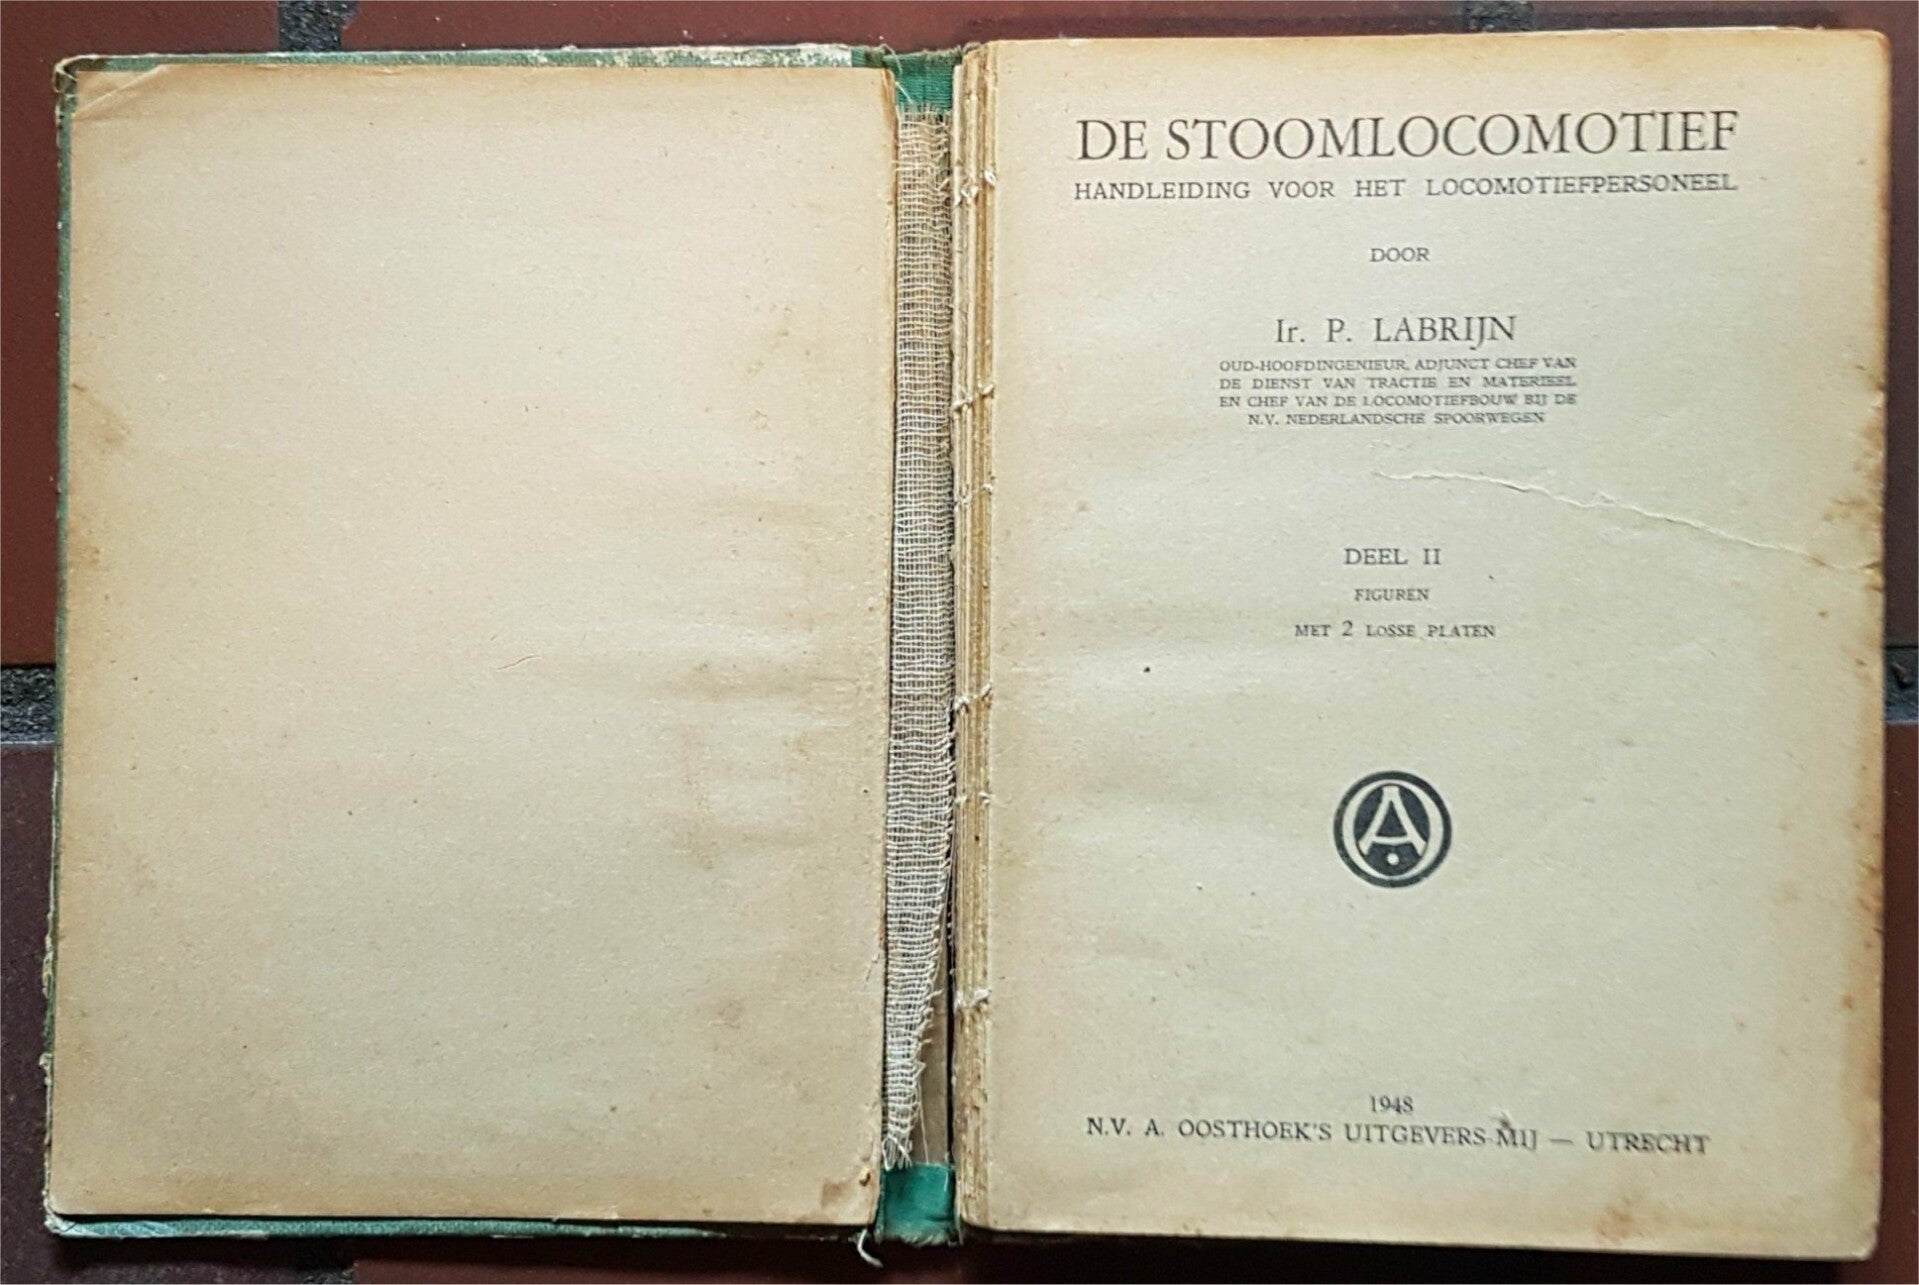 DE STOOMLOCOMOTIEF
HANDLEIDING VOOR HET LOCOMOTIEFPERSONEEL
DOOR
Ir. P. LABRIJN
OUD-HOOFDINGENIEUR, ADJUNCT CHEF VAN
DE DIENST VAN TRACTIE EN MATERIEEL
EN CHEF VAN DE LOCOMOTIEFBOUW BIJ DE
N.V. NEDERLANDSCHE SPOORWEGEN
DEEL II
FIGUREN
MET 2 LOSSE PLATEN
A
1948
N.V. A. OOSTHOEK'S UITGEVERS-MIJ — UTRECHT